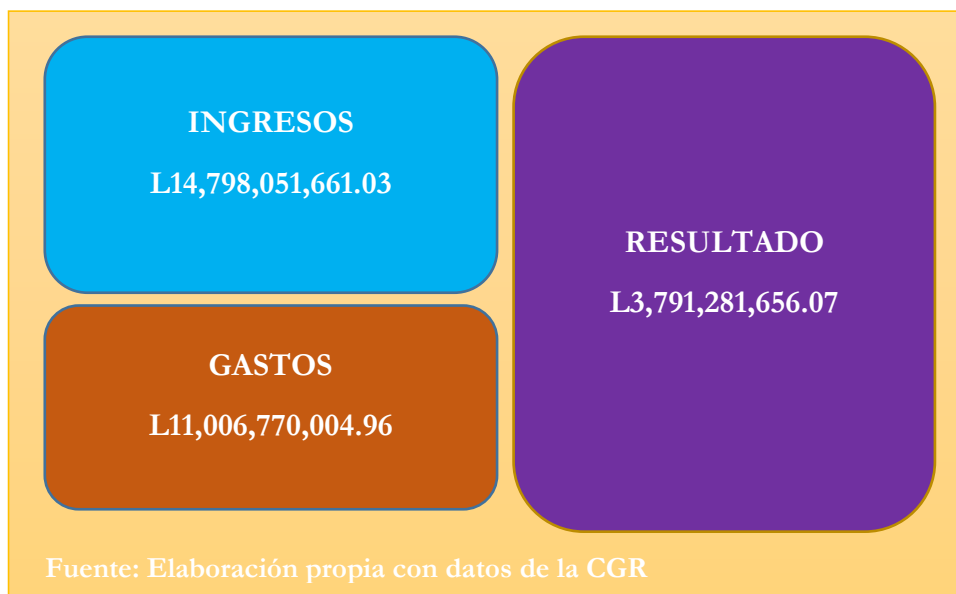 INGRESOS
L14,798,051,661.03
GASTOS
L11,006,770,004.96
RESULTADO
L3,791,281,656.07
Fuente: Elaboración propia con datos de la CGR